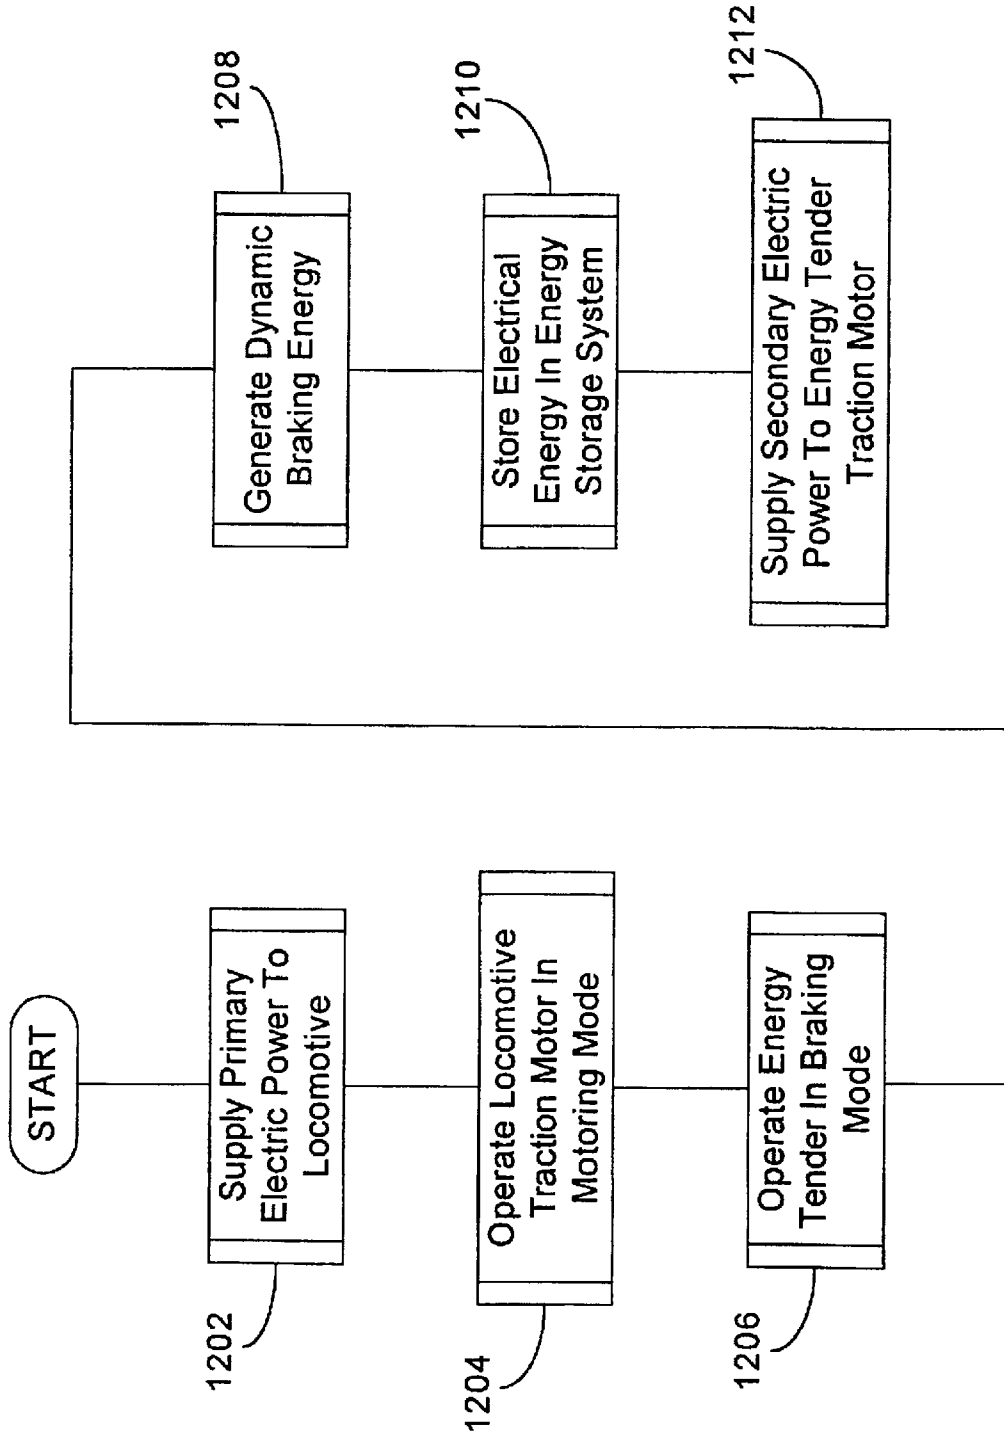 START
Supply Primary
Electric Power To
Locomotive
1202
Operate Locomotive
Traction Motor In
Motoring Mode
1204
Operate Energy
Tender In Braking
Mode
1206
Generate Dynamic
Braking Energy
1208
Store Electrical
Energy In Energy
Storage System
1210
Supply Secondary Electric
Power To Energy Tender
Traction Motor
1212